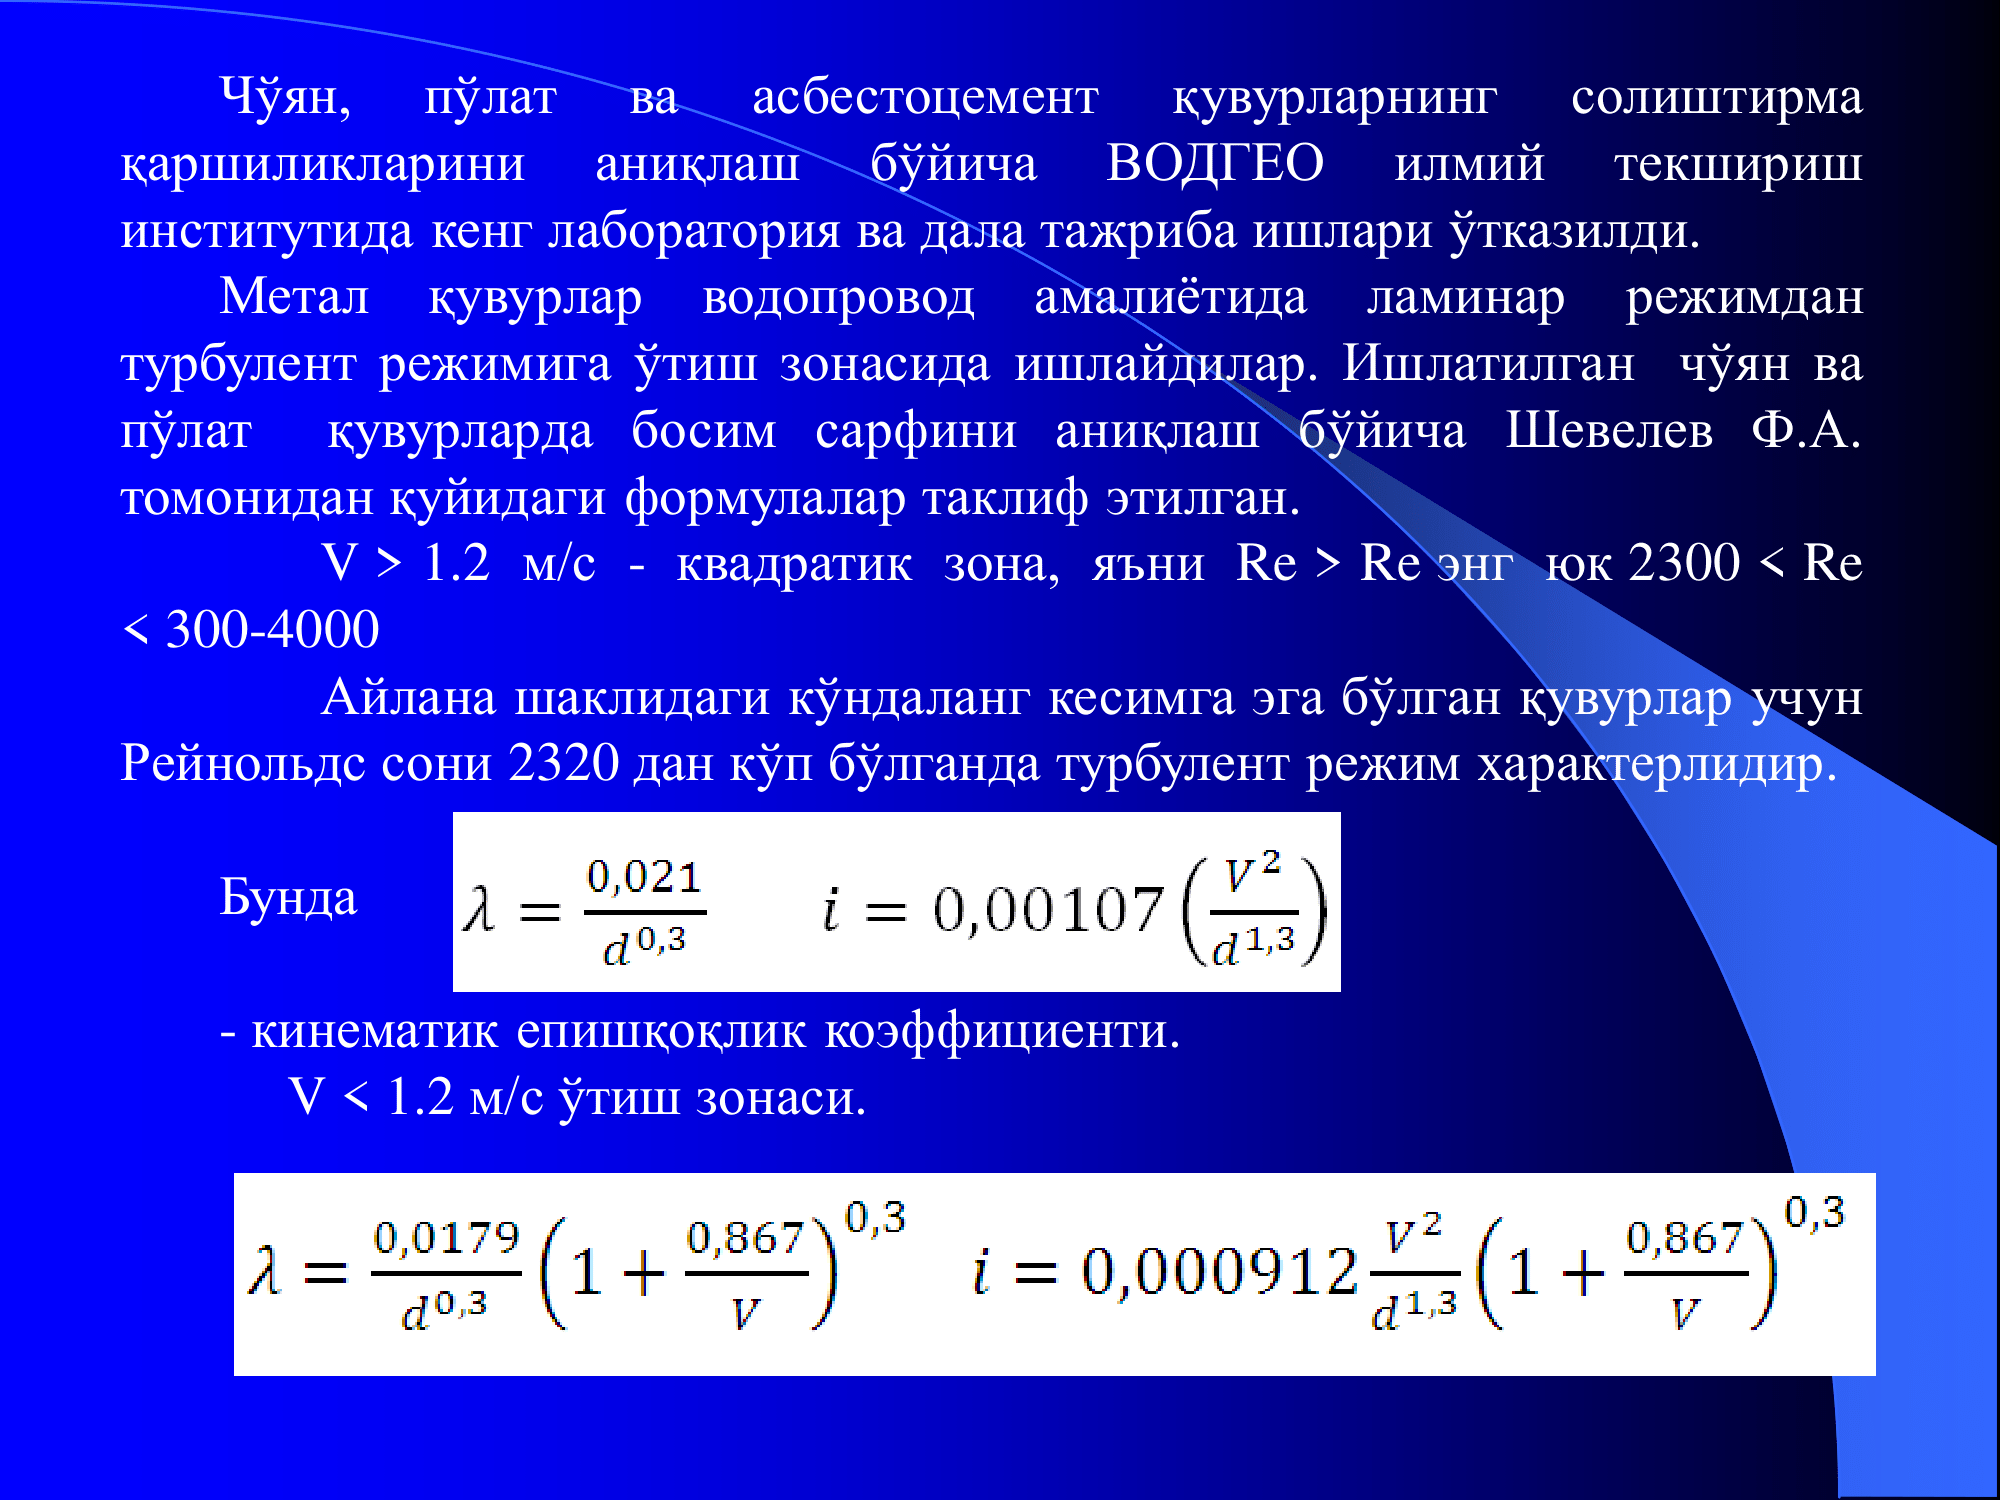 Чўян, пўлат ва асбестоцемент қувурларнинг солиштирма
қаршиликларини аниқлаш бўйича ВОДГЕО илмий текшириш
институтида кенг лаборатория ва дала тажриба ишлари ўтказилди.
Метал қувурлар водопровод амалиётида ламинар режимдан
турбулент режимига ўтиш зонасида ишлайдилар. Ишлатилган чўян ва
пўлат қувурларда босим сарфини аниқлаш бўйича Шевелев Ф.А.
томонидан қуйидаги формулалар таклиф этилган.
V > 1.2 м/с - квадратик зона, яъни Re > Re энг юк 2300 < Re
< 300-4000
Айлана шаклидаги кўндаланг кесимга эга бўлган қувурлар учун
Рейнольдс сони 2320 дан кўп бўлганда турбулент режим характерлидир.
Бунда λ = \frac{0,021}{d^{0,3}} i = 0,00107 \left(\frac{V^2}{d^{1,3}}\right)
- кинематик епишқоқлик коэффициенти.
V < 1.2 м/с ўтиш зонаси.
λ = \frac{0,0179}{d^{0,3}} \left(1 + \frac{0,867}{V}\right)^{0,3} i = 0,000912 \frac{V^2}{d^{1,3}} \left(1 + \frac{0,867}{V}\right)^{0,3}